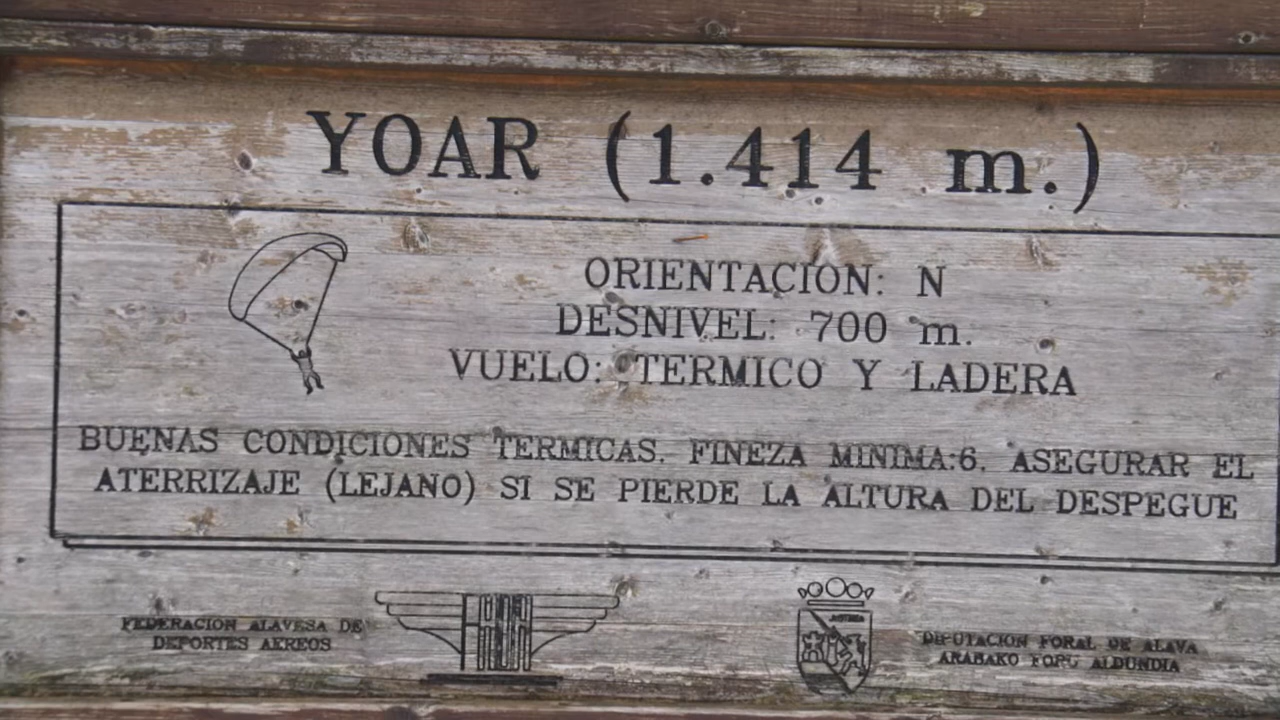 YOAR (1.414 m.)
ORIENTACION: N
DESNIVEL: 700 m.
VUELO: TERMICO Y LADERA
BUENAS CONDICIONES TERMICAS. FINEZA MINIMA:6. ASEGURAR EL
ATERRIZAJE (LEJANO) SI SE PIERDE LA ALTURA DEL DESPEGUE
FEDERACION ALAVESA DE
DEPORTES AEREOS
DIPUTACION FORAL DE ALAVA
ARABAKO FORU ALDUNDIA